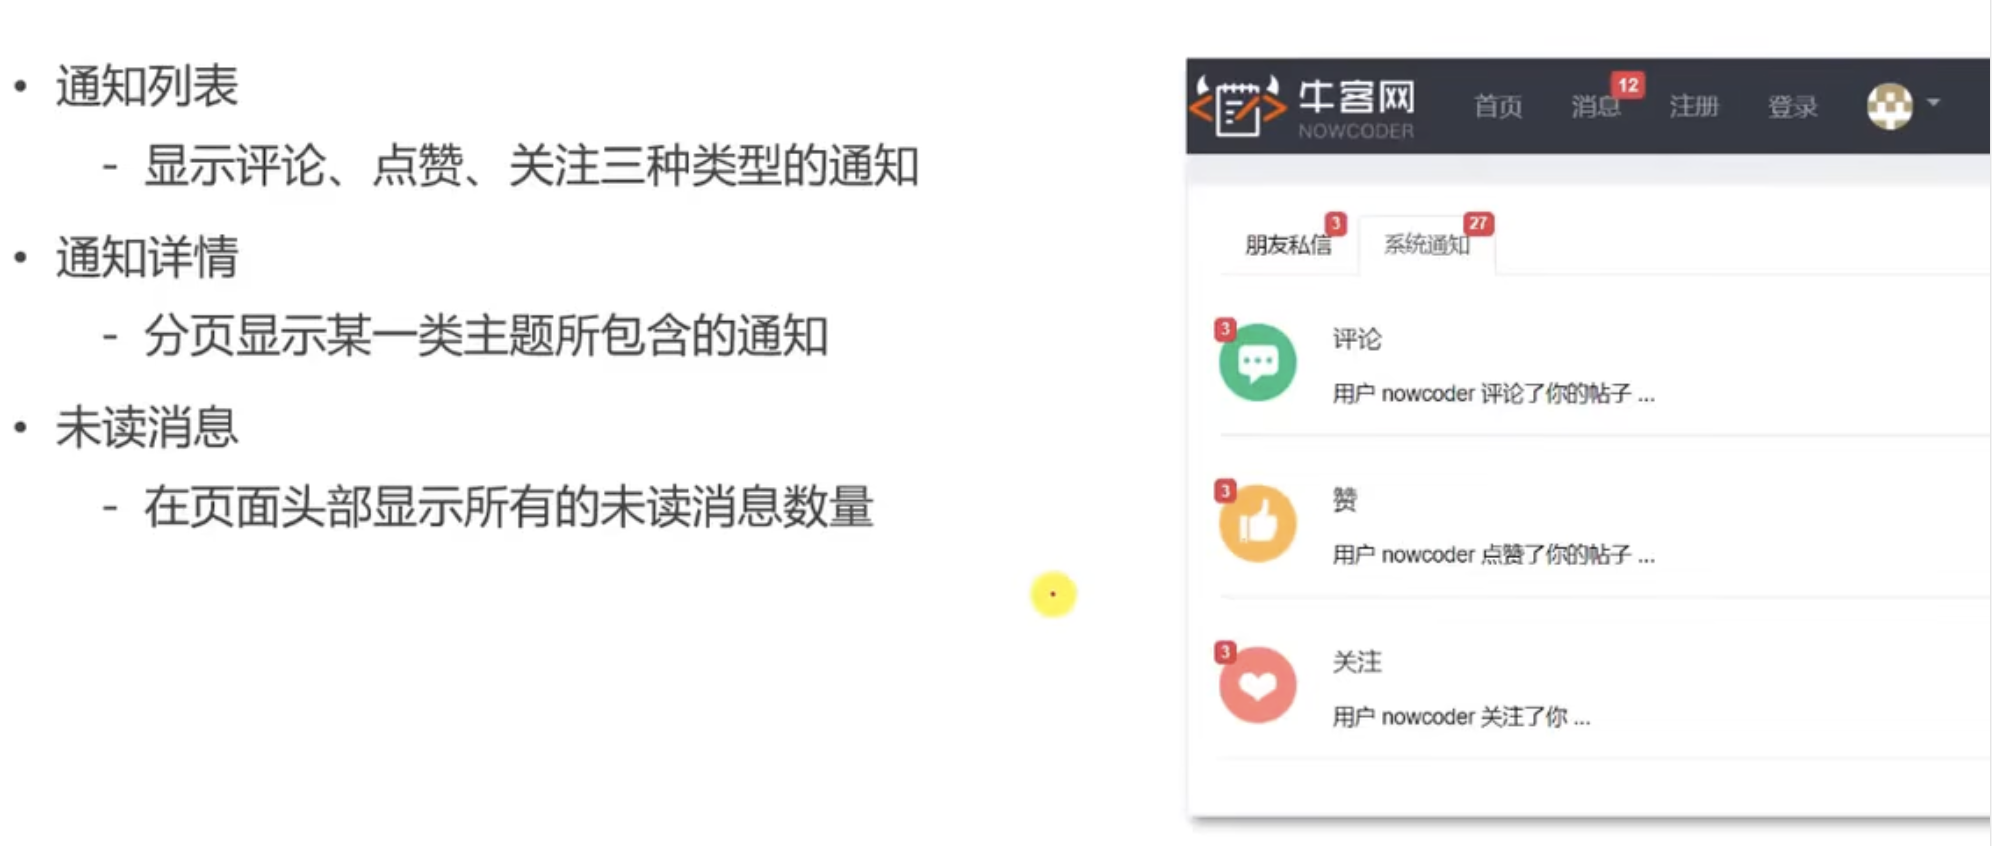 • 通知列表
- 显示评论、点赞、关注三种类型的通知
• 通知详情
- 分页显示某一类主题所包含的通知
• 未读消息
- 在页面头部显示所有的未读消息数量
牛客网
NOWCODER
首页 消息 12 注册 登录
朋友私信 3 系统通知 27
3 评论
用户 nowcoder 评论了你的帖子 ...
3 赞
用户 nowcoder 点赞了你的帖子 ...
3 关注
用户 nowcoder 关注了你 ...